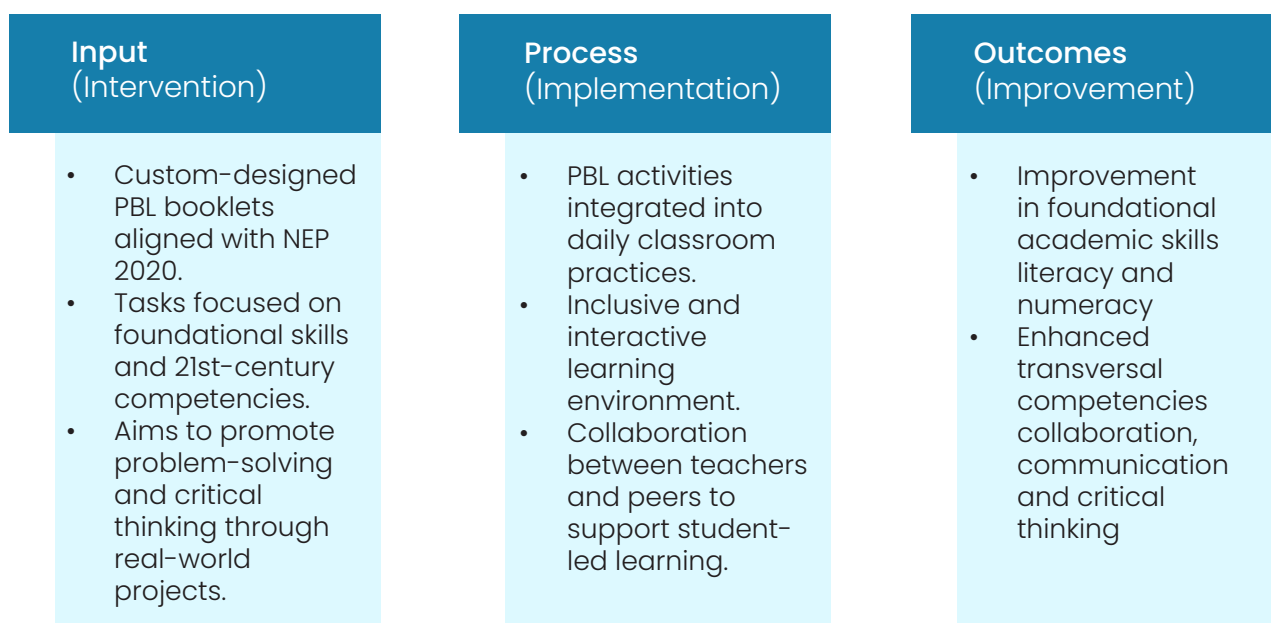 Input
(Intervention)
• Custom-designed
PBL booklets
aligned with NEP
2020.
• Tasks focused on
foundational skills
and 21st-century
competencies.
• Aims to promote
problem-solving
and critical
thinking through
real-world
projects.
Process
(Implementation)
• PBL activities
integrated into
daily classroom
practices.
• Inclusive and
interactive
learning
environment.
• Collaboration
between teachers
and peers to
support student-
led learning.
Outcomes
(Improvement)
• Improvement
in foundational
academic skills
literacy and
numeracy
• Enhanced
transversal
competencies
collaboration,
communication
and critical
thinking